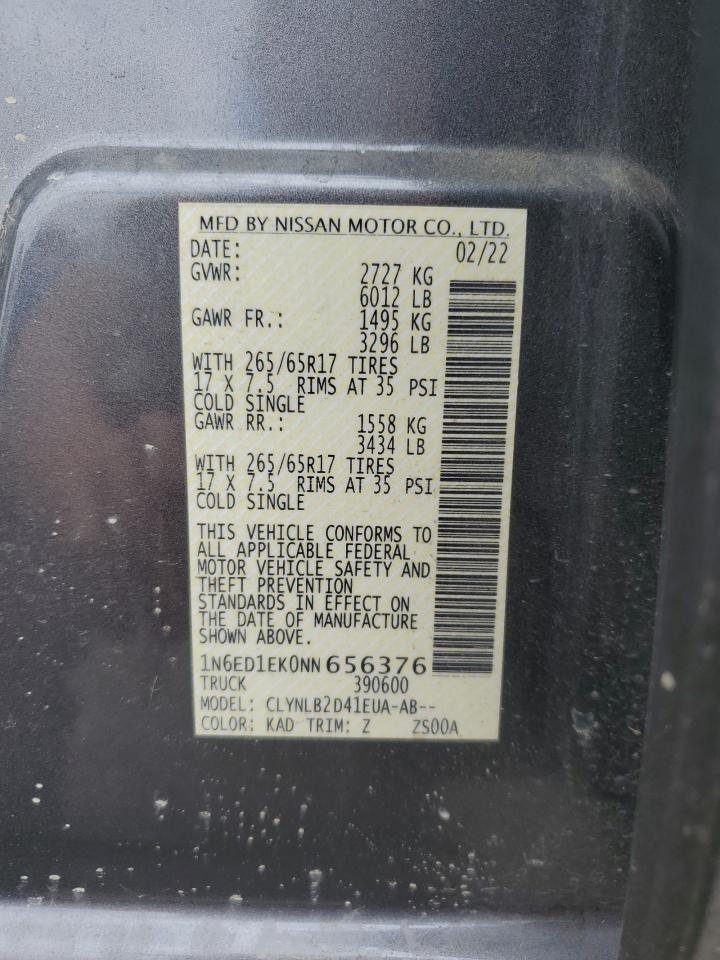 MFD BY NISSAN MOTOR CO., LTD.
DATE: 02/22
GVWR: 2727 KG
6012 LB
GAWR FR.: 1495 KG
3296 LB
WITH 265/65R17 TIRES
17 X 7.5 RIMS AT 35 PSI
COLD SINGLE
GAWR RR.: 1558 KG
3434 LB
WITH 265/65R17 TIRES
17 X 7.5 RIMS AT 35 PSI
COLD SINGLE
THIS VEHICLE CONFORMS TO
ALL APPLICABLE FEDERAL
MOTOR VEHICLE SAFETY AND
THEFT PREVENTION
STANDARDS IN EFFECT ON
THE DATE OF MANUFACTURE
SHOWN ABOVE.
1N6ED1EK0NN656376
TRUCK 390600
MODEL: CLYNLB2D41EUA-AB--
COLOR: KAD TRIM: Z ZS00A